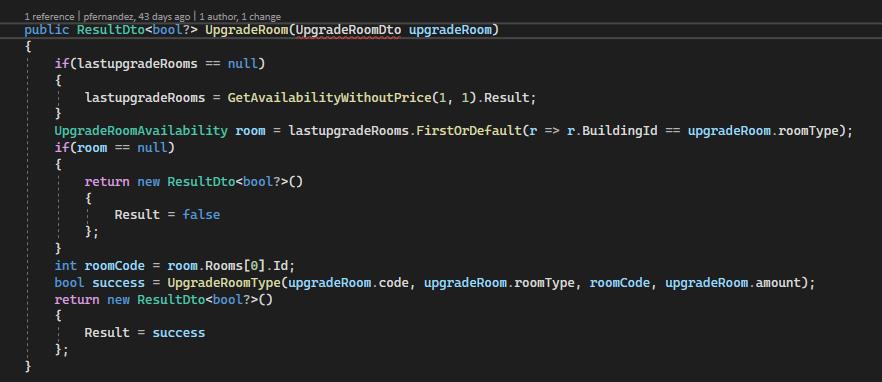 1 reference | pfernandez, 43 days ago | 1 author, 1 change
public ResultDto<bool?> UpgradeRoom(UpgradeRoomDto upgradeRoom)
{
    if(lastupgradeRooms == null)
    {
        lastupgradeRooms = GetAvailabilityWithoutPrice(1, 1).Result;
    }
    UpgradeRoomAvailability room = lastupgradeRooms.FirstOrDefault(r => r.BuildingId == upgradeRoom.roomType);
    if(room == null)
    {
        return new ResultDto<bool?>()
        {
            Result = false
        };
    }
    int roomCode = room.Rooms[0].Id;
    bool success = UpgradeRoomType(upgradeRoom.code, upgradeRoom.roomType, roomCode, upgradeRoom.amount);
    return new ResultDto<bool?>()
    {
        Result = success
    };
}